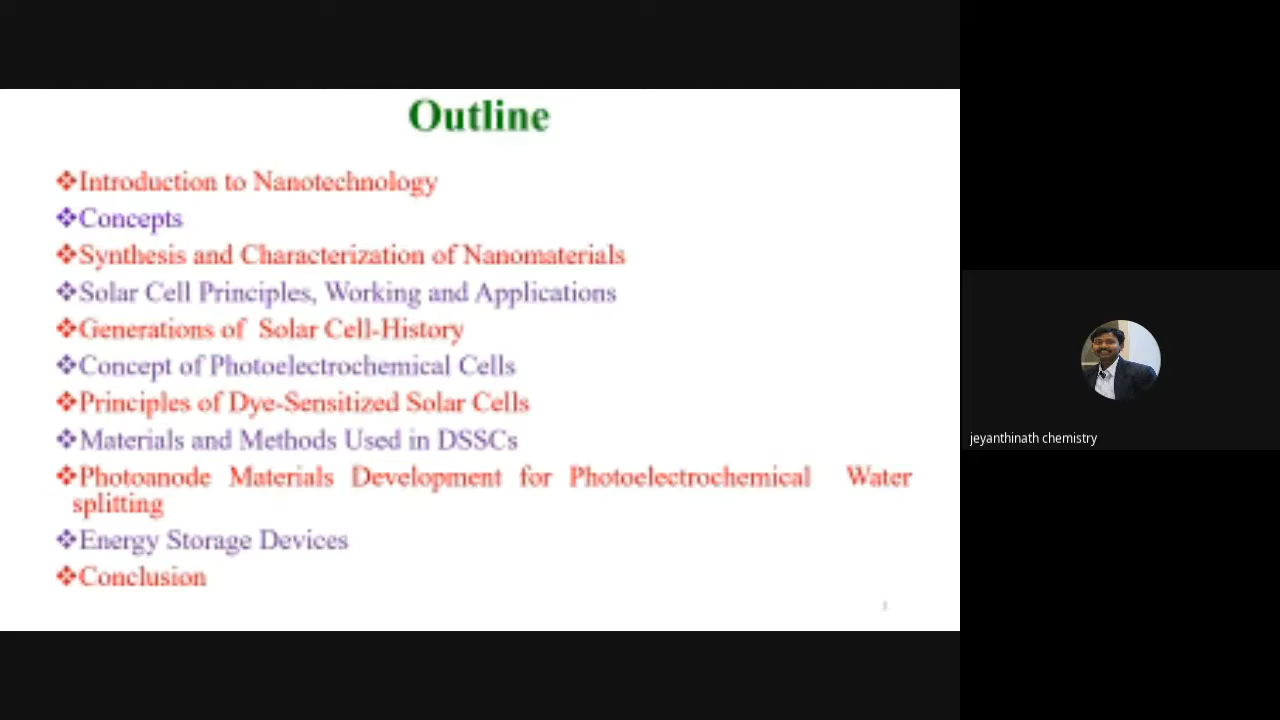 Outline
❖Introduction to Nanotechnology
❖Concepts
❖Synthesis and Characterization of Nanomaterials
❖Solar Cell Principles, Working and Applications
❖Generations of Solar Cell-History
❖Concept of Photoelectrochemical Cells
❖Principles of Dye-Sensitized Solar Cells
❖Materials and Methods Used in DSSCs
❖Photoanode Materials Development for Photoelectrochemical Water
splitting
❖Energy Storage Devices
❖Conclusion
jeyanthinath chemistry